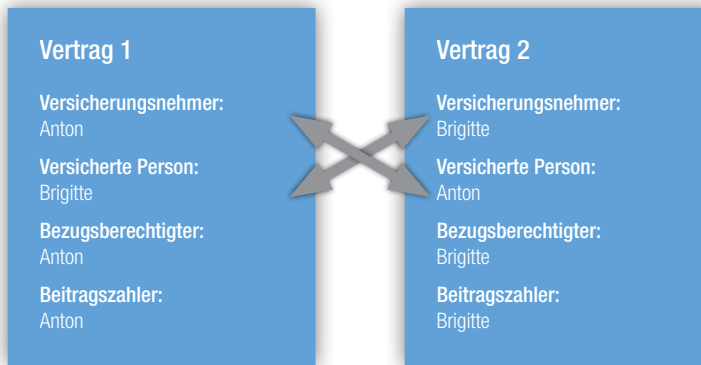 Vertrag 1
Versicherungsnehmer:
Anton
Versicherte Person:
Brigitte
Bezugsberechtigter:
Anton
Beitragszahler:
Anton
Vertrag 2
Versicherungsnehmer:
Brigitte
Versicherte Person:
Anton
Bezugsberechtigter:
Brigitte
Beitragszahler:
Brigitte